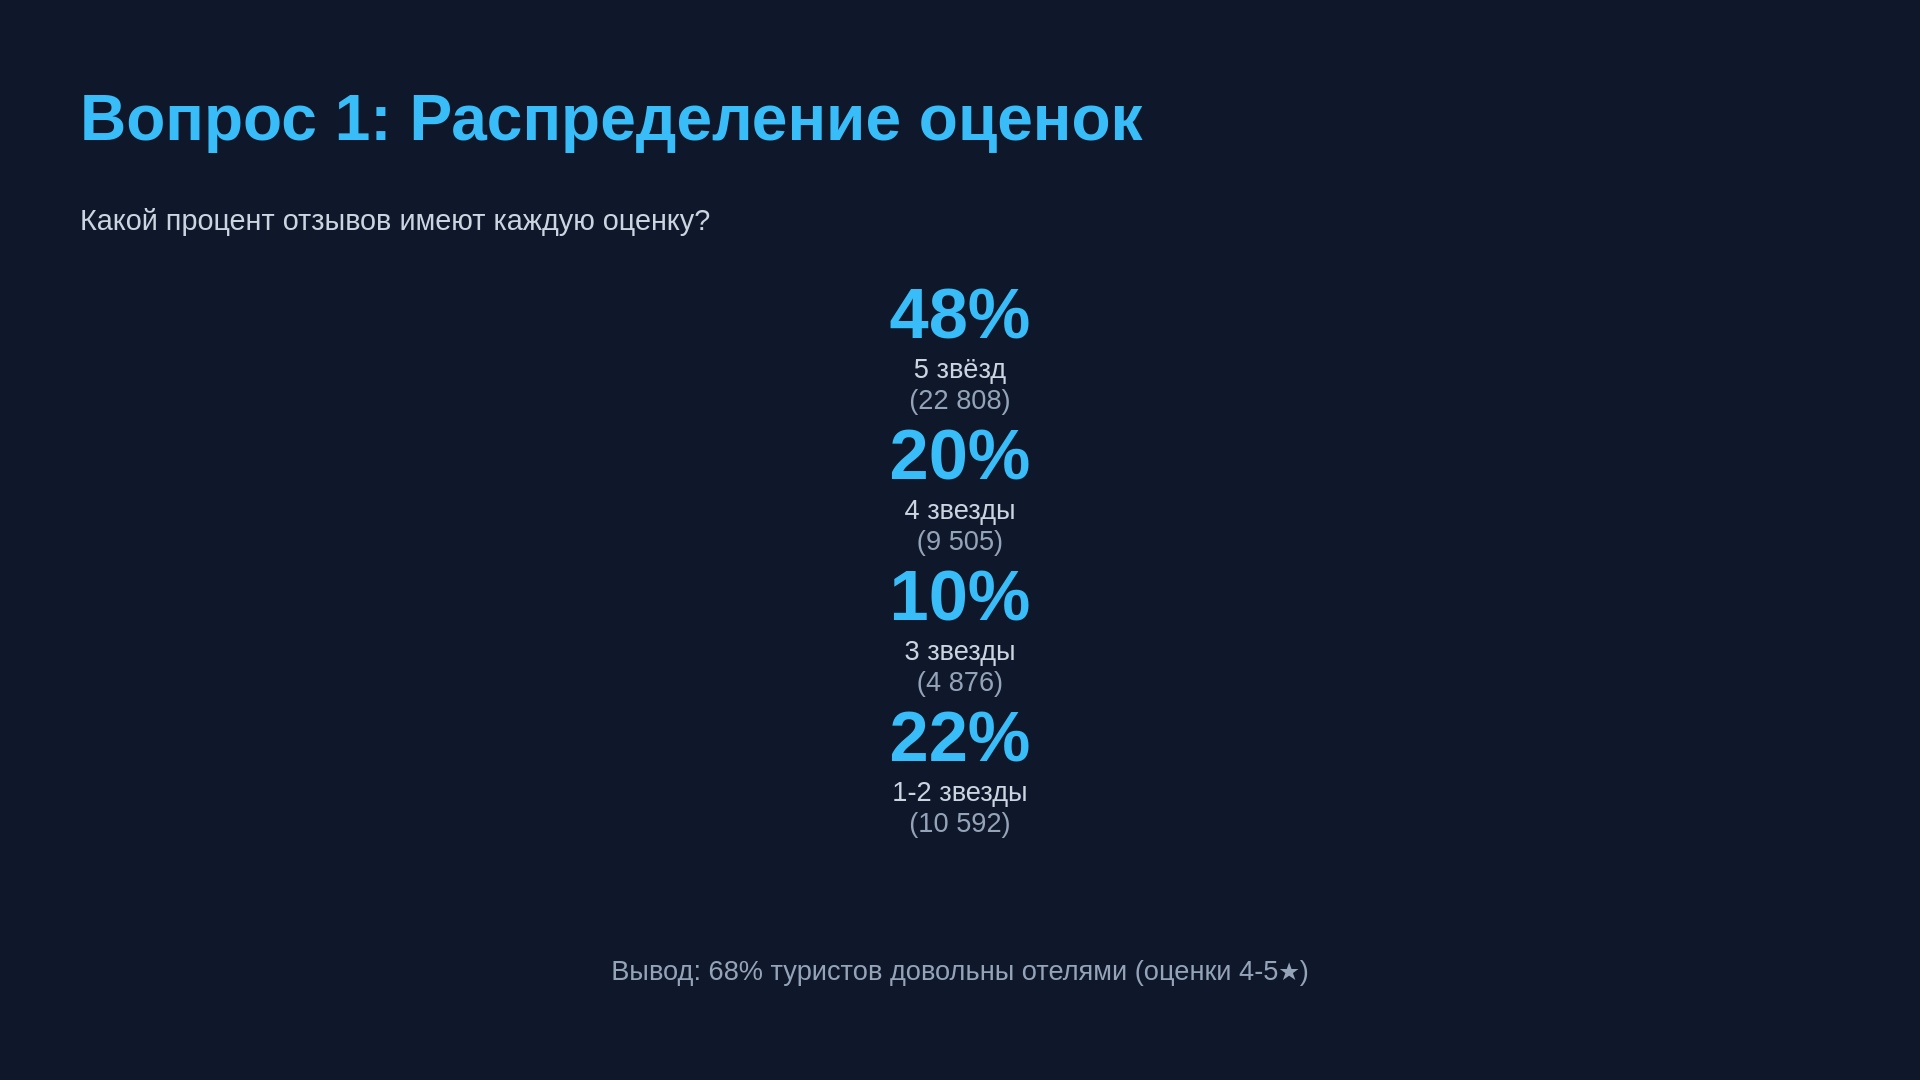 Вопрос 1: Распределение оценок
Какой процент отзывов имеют каждую оценку?
48%
5 звёзд
(22 808)
20%
4 звезды
(9 505)
10%
3 звезды
(4 876)
22%
1-2 звезды
(10 592)
Вывод: 68% туристов довольны отелями (оценки 4-5★)